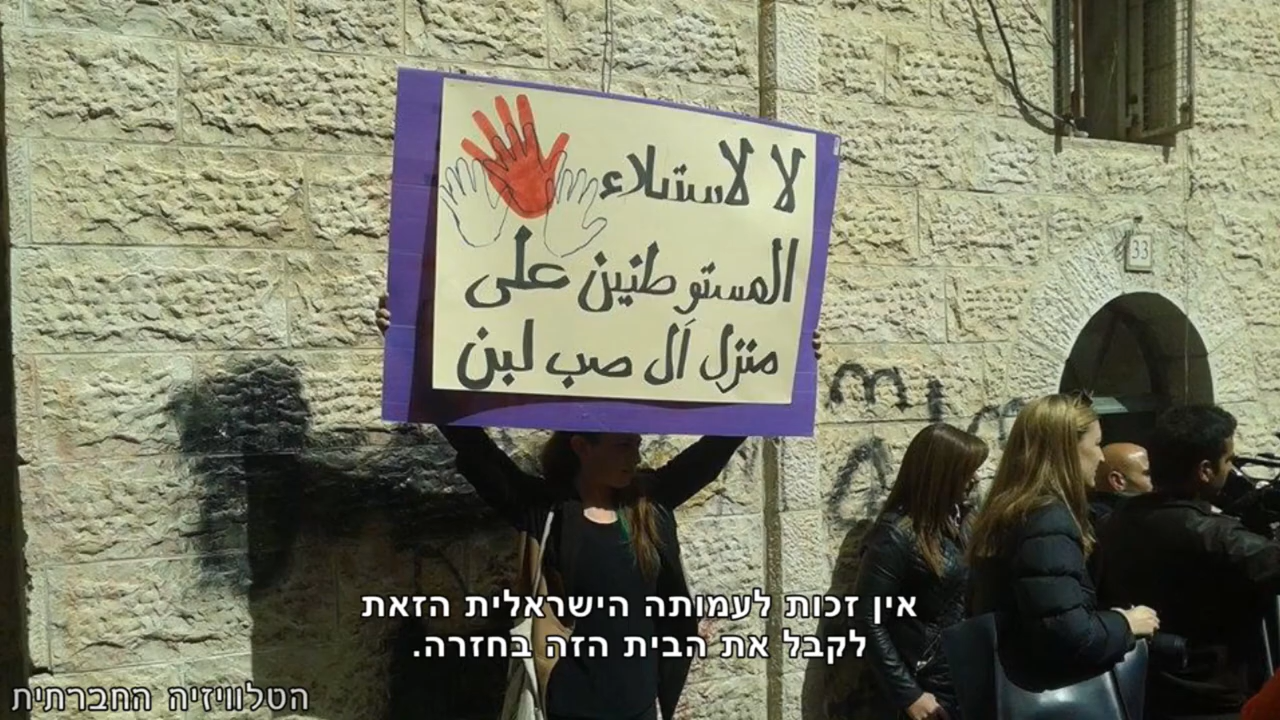 لا لاستيلاء
المستوطنين على
منزل آل صب لبن
33
אין זכות לעמותה הישראלית הזאת
לקבל את הבית הזה בחזרה.
הטלוויזיה החברתית